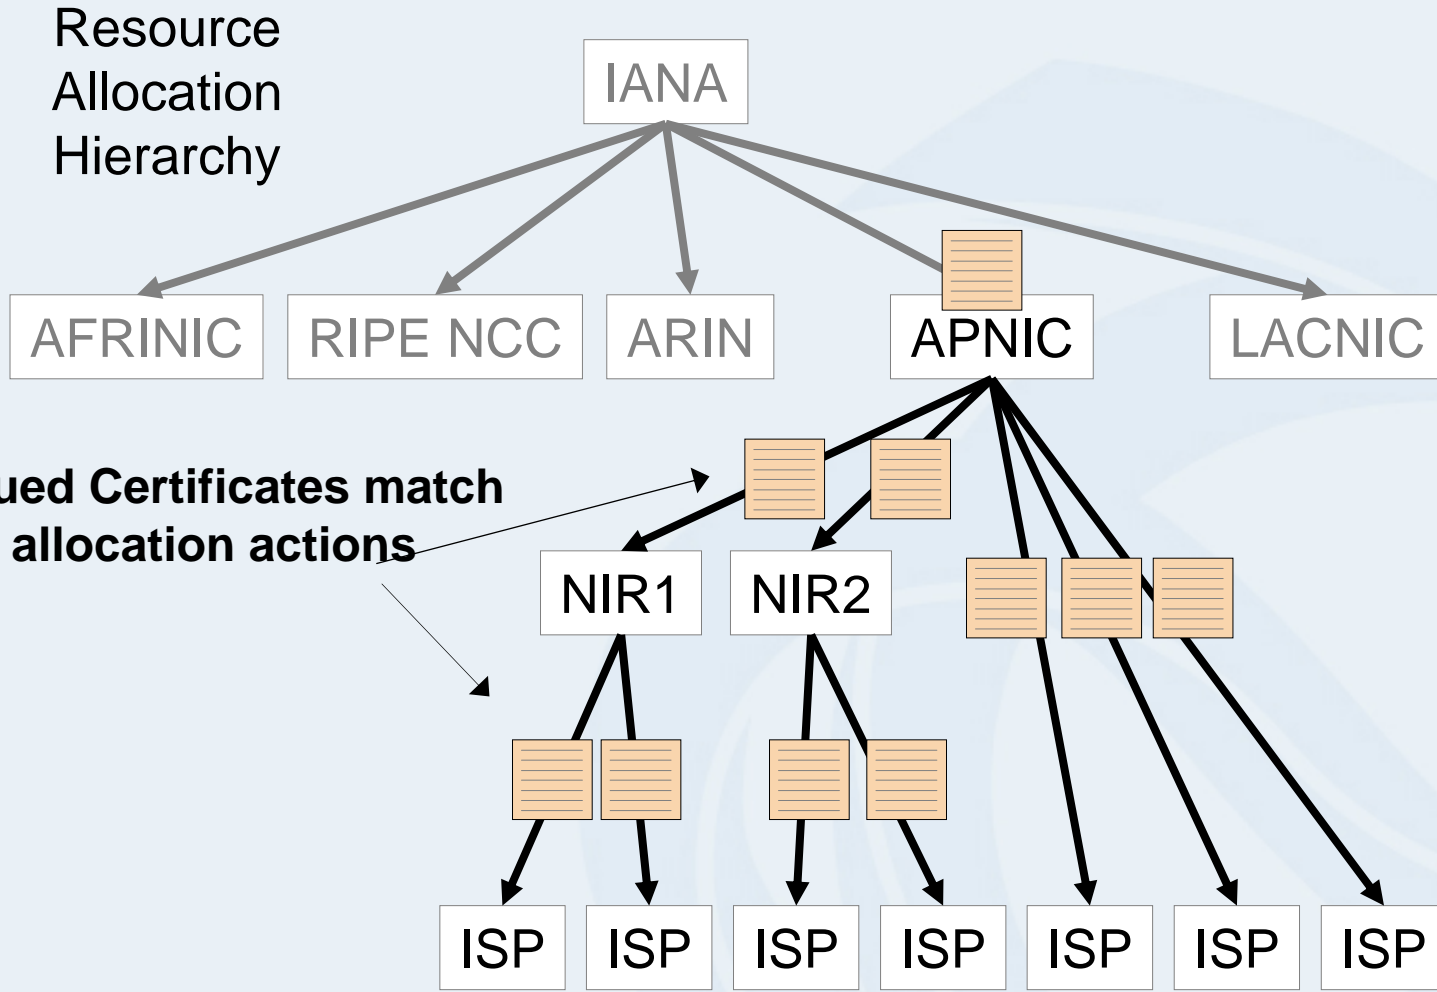 Resource
Allocation
Hierarchy
IANA
AFRINIC RIPE NCC ARIN APNIC LACNIC
ued Certificates match
allocation actions
NIR1 NIR2
ISP ISP ISP ISP ISP ISP ISP